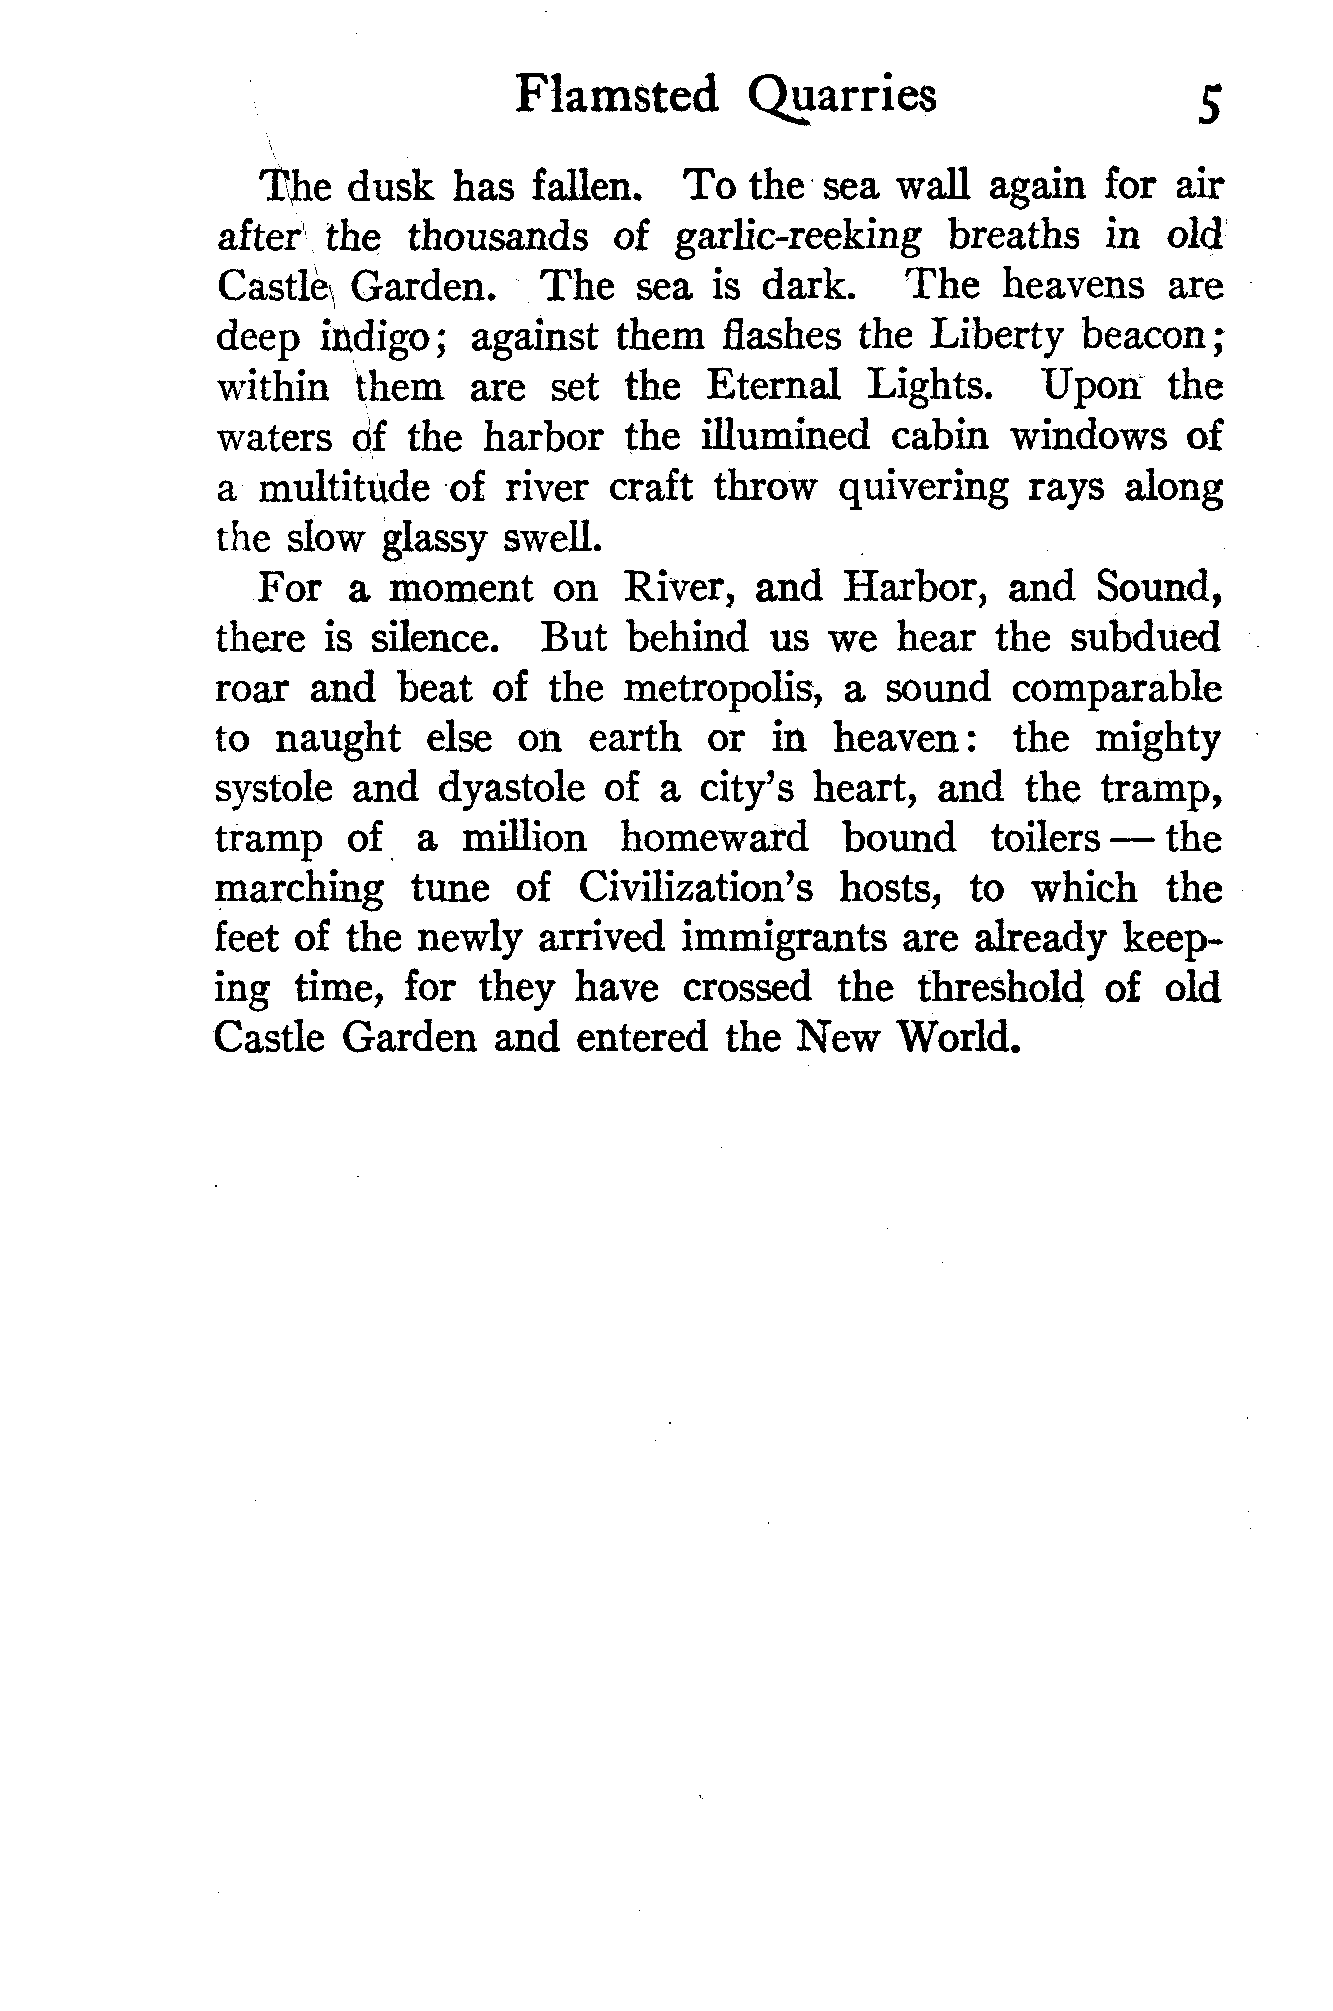 Flamsted Quarries 5
The dusk has fallen. To the sea wall again for air
after the thousands of garlic-reeking breaths in old
Castle Garden. The sea is dark. The heavens are
deep indigo; against them flashes the Liberty beacon;
within them are set the Eternal Lights. Upon the
waters of the harbor the illumined cabin windows of
a multitude of river craft throw quivering rays along
the slow glassy swell.
For a moment on River, and Harbor, and Sound,
there is silence. But behind us we hear the subdued
roar and beat of the metropolis, a sound comparable
to naught else on earth or in heaven: the mighty
systole and dyastole of a city's heart, and the tramp,
tramp of a million homeward bound toilers — the
marching tune of Civilization's hosts, to which the
feet of the newly arrived immigrants are already keep-
ing time, for they have crossed the threshold of old
Castle Garden and entered the New World.